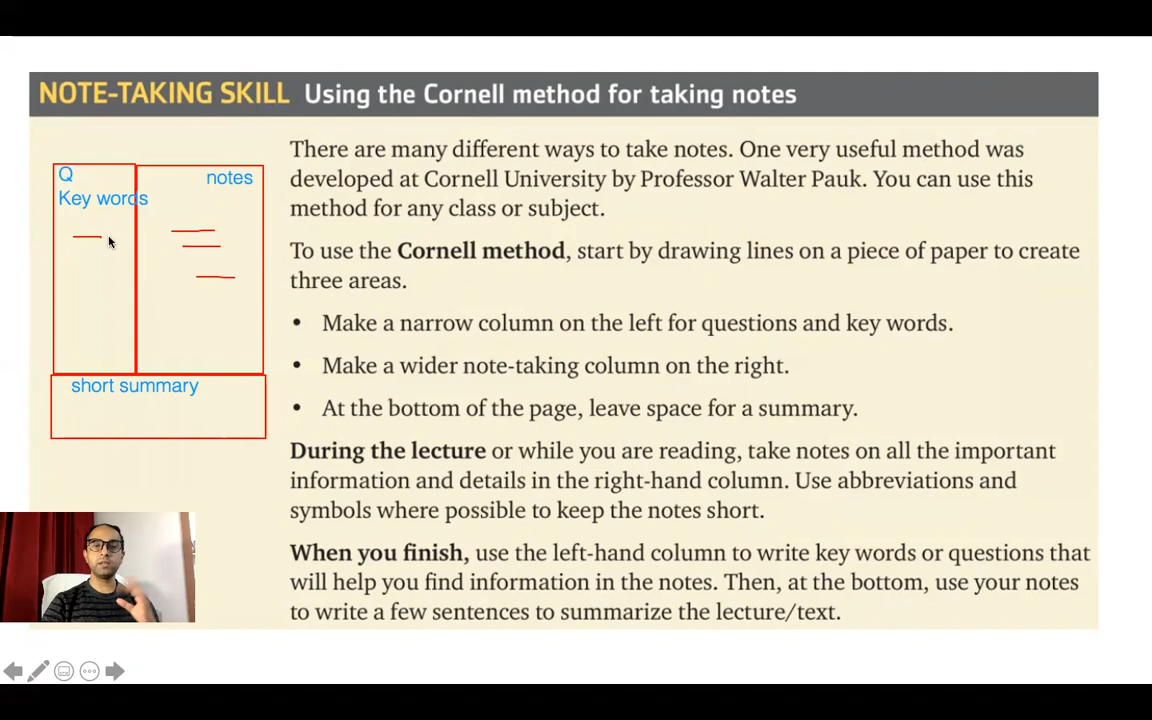 NOTE-TAKING SKILL Using the Cornell method for taking notes
Q
Key words
notes
short summary
There are many different ways to take notes. One very useful method was
developed at Cornell University by Professor Walter Pauk. You can use this
method for any class or subject.
To use the Cornell method, start by drawing lines on a piece of paper to create
three areas.
• Make a narrow column on the left for questions and key words.
• Make a wider note-taking column on the right.
• At the bottom of the page, leave space for a summary.
During the lecture or while you are reading, take notes on all the important
information and details in the right-hand column. Use abbreviations and
symbols where possible to keep the notes short.
When you finish, use the left-hand column to write key words or questions that
will help you find information in the notes. Then, at the bottom, use your notes
to write a few sentences to summarize the lecture/text.